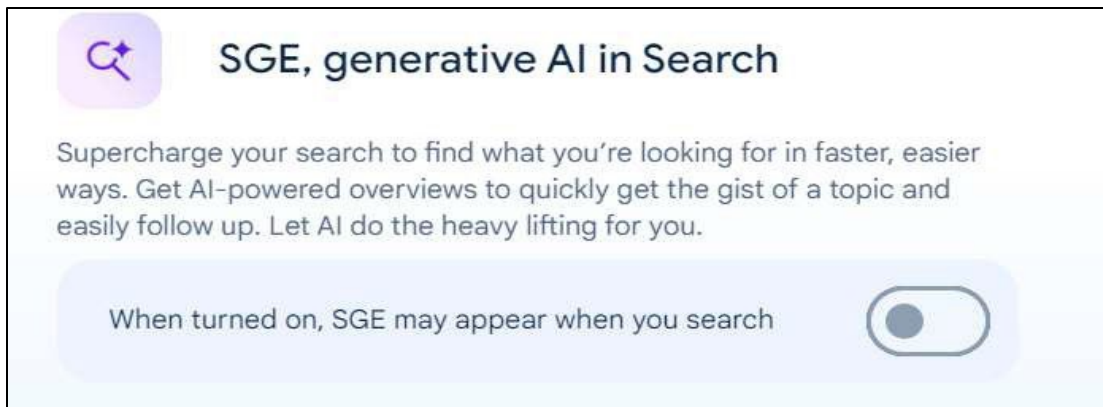 SGE, generative AI in Search
Supercharge your search to find what you’re looking for in faster, easier
ways. Get AI-powered overviews to quickly get the gist of a topic and
easily follow up. Let AI do the heavy lifting for you.
When turned on, SGE may appear when you search